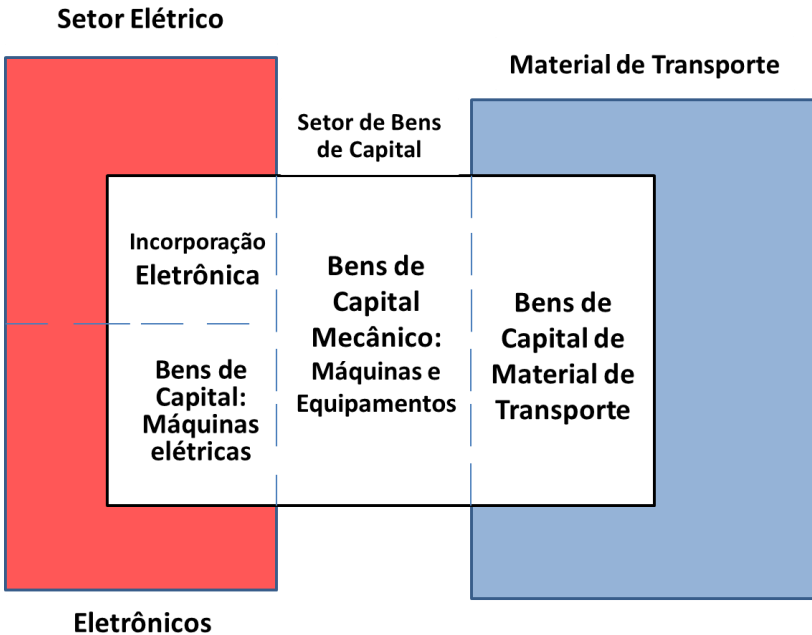 Setor Elétrico
Material de Transporte
Setor de Bens
de Capital
Incorporação
Eletrônica
Bens de
Capital:
Máquinas
elétricas
Bens de
Capital
Mecânico:
Máquinas e
Equipamentos
Bens de
Capital de
Material de
Transporte
Eletrônicos